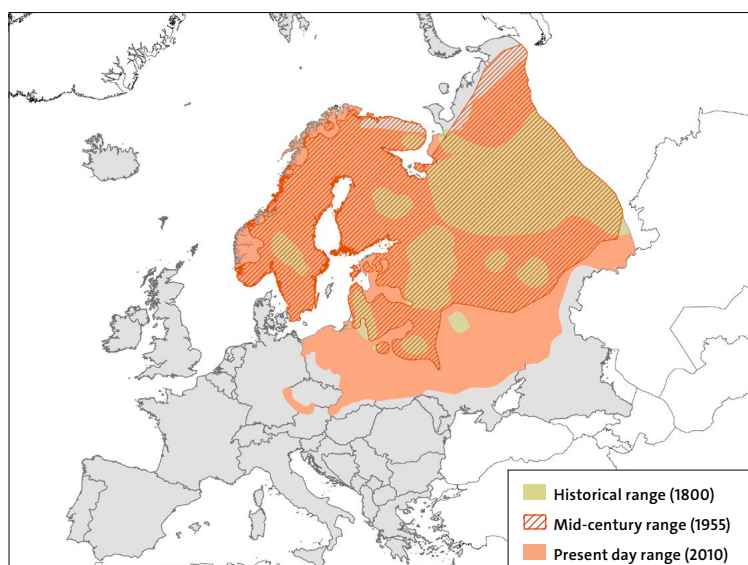 Historical range (1800)
Mid-century range (1955)
Present day range (2010)